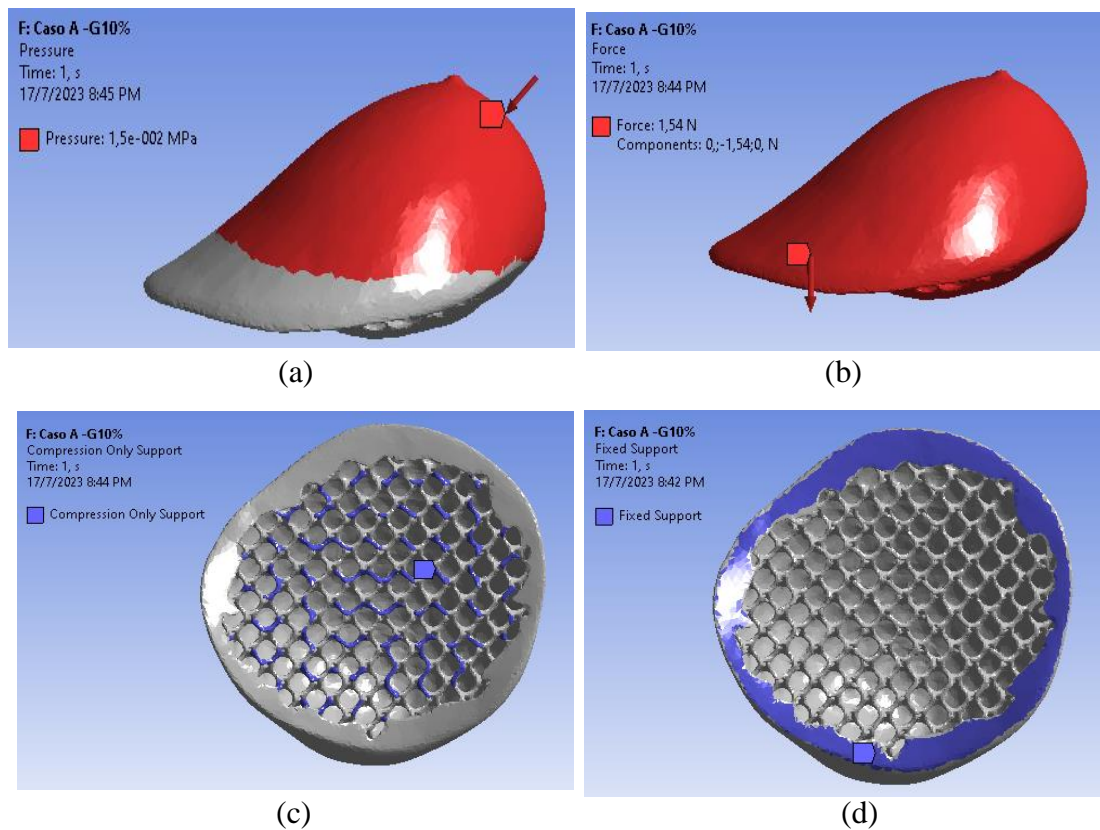 F: Caso A -G10%
Pressure
Time: 1, s
17/7/2023 8:45 PM
Pressure: 1,5e-002 MPa
(a)
F: Caso A -G10%
Force
Time: 1, s
17/7/2023 8:44 PM
Force: 1,54 N
Components: 0,;-1,54;0, N
(b)
F: Caso A -G10%
Compression Only Support
Time: 1, s
17/7/2023 8:44 PM
Compression Only Support
(c)
F: Caso A -G10%
Fixed Support
Time: 1, s
17/7/2023 8:42 PM
Fixed Support
(d)